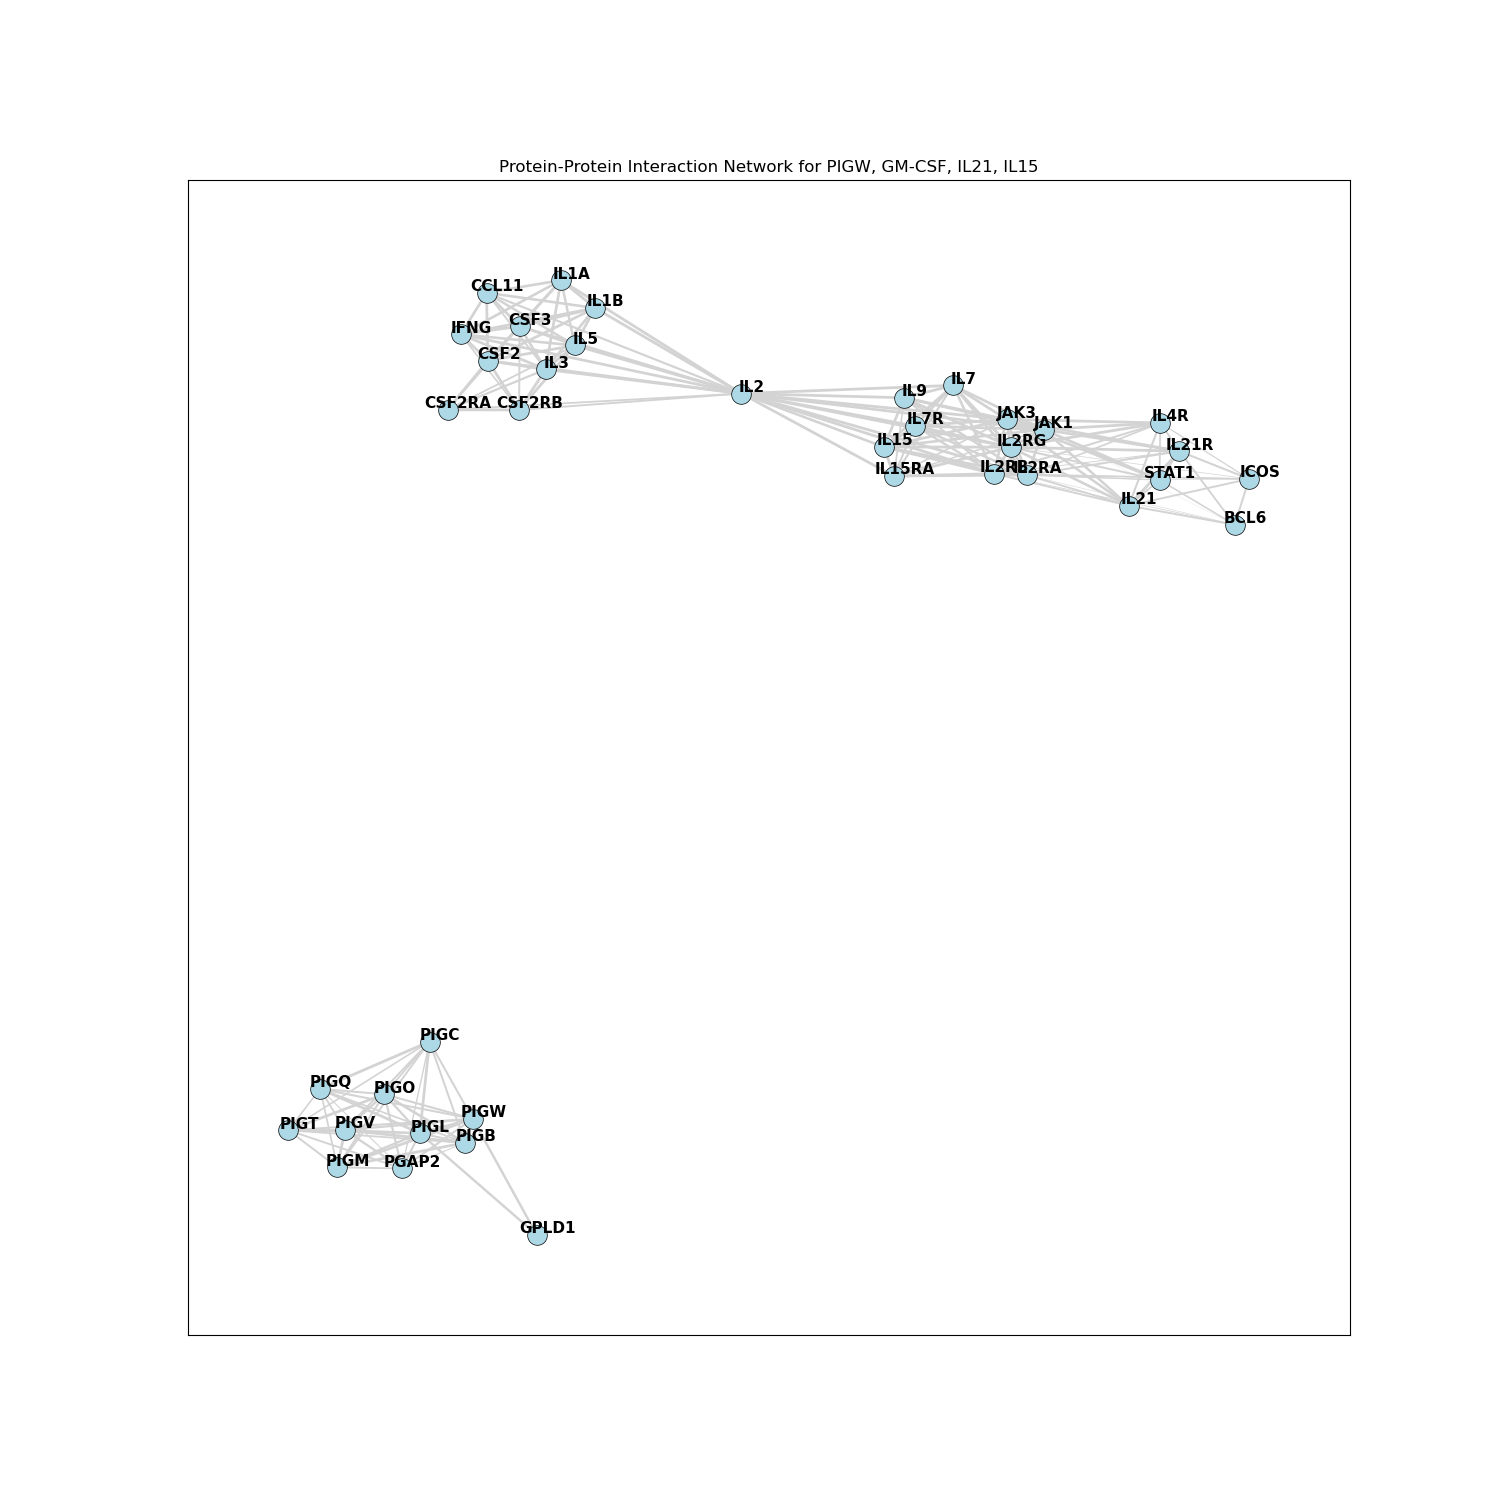 Protein-Protein Interaction Network for PIGW, GM-CSF, IL21, IL15
IL1A
CCL11
IL1B
CSF3
IFNG
IL5
CSF2
IL3
CSF2RA
CSF2RB
IL2
IL7
IL9
JAK3
IL7R
JAK1
IL4R
IL15
IL2RG
IL21R
IL15RA
IL2RB
IL2RA
STAT1
ICOS
IL21
BCL6
PIGC
PIGQ
PIGO
PIGW
PIGT
PIGV
PIGL
PIGB
PIGM
PGAP2
GPLD1